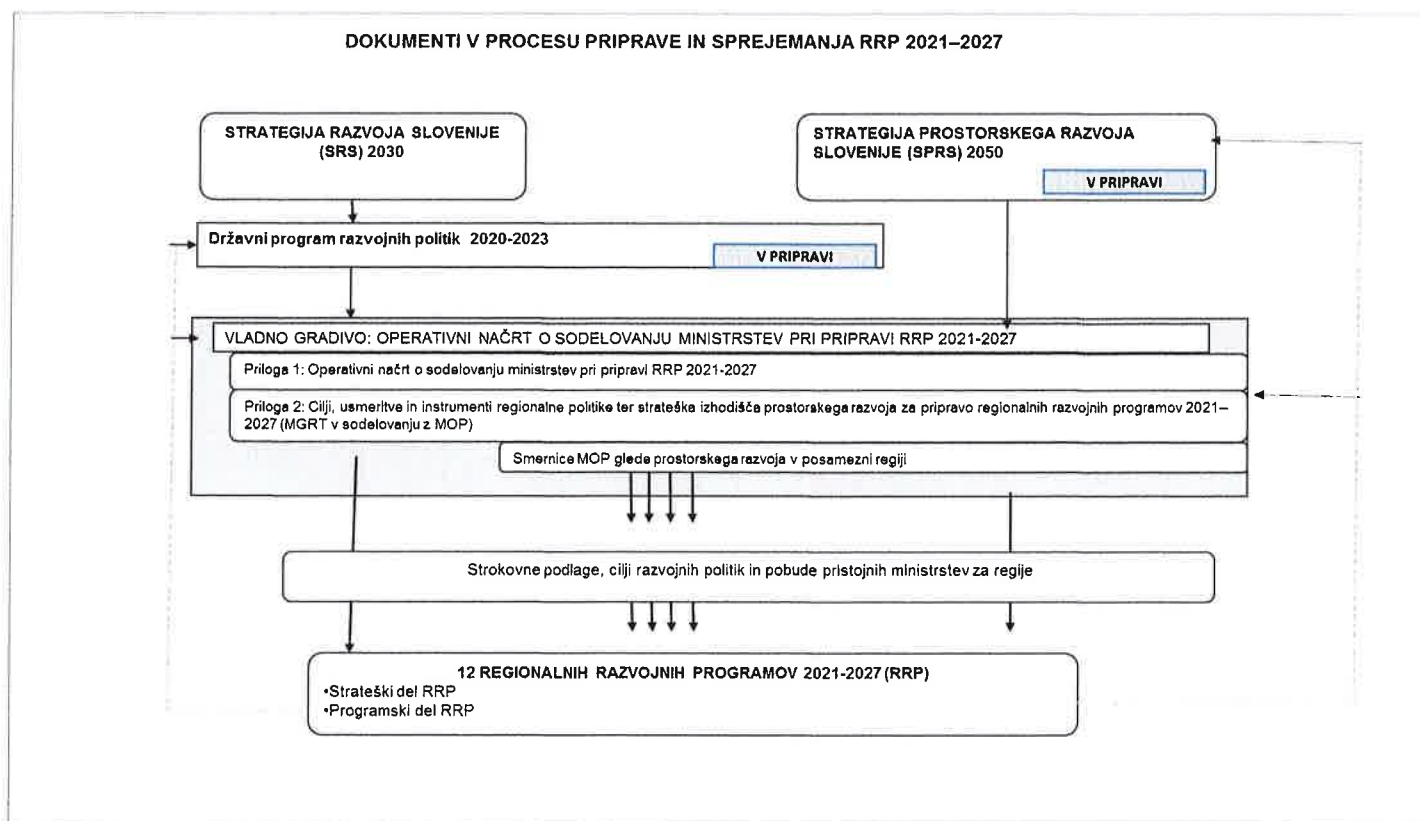 DOKUMENTI V PROCESU PRIPRAVE IN SPREJEMANJA RRP 2021–2027
STRATEGIJA RAZVOJA SLOVENIJE
(SRS) 2030
STRATEGIJA PROSTORSKEGA RAZVOJA
SLOVENIJE (SPRS) 2050
V PRIPRAVI
Državni program razvojnih politik 2020-2023
V PRIPRAVI
VLADNO GRADIVO: OPERATIVNI NAČRT O SODELOVANJU MINISTRSTEV PRI PRIPRAVI RRP 2021-2027
Priloga 1: Operativni načrt o sodelovanju ministrstev pri pripravi RRP 2021-2027
Priloga 2: Cilji, usmeritve in instrumenti regionalne politike ter strateška izhodišča prostorskega razvoja za pripravo regionalnih razvojnih programov 2021–
2027 (MGRT v sodelovanju z MOP)
Smernice MOP glede prostorskega razvoja v posamezni regiji
Strokovne podlage, cilji razvojnih politik in pobude pristojnih ministrstev za regije
12 REGIONALNIH RAZVOJNIH PROGRAMOV 2021-2027 (RRP)
•Strateški del RRP
•Programski del RRP